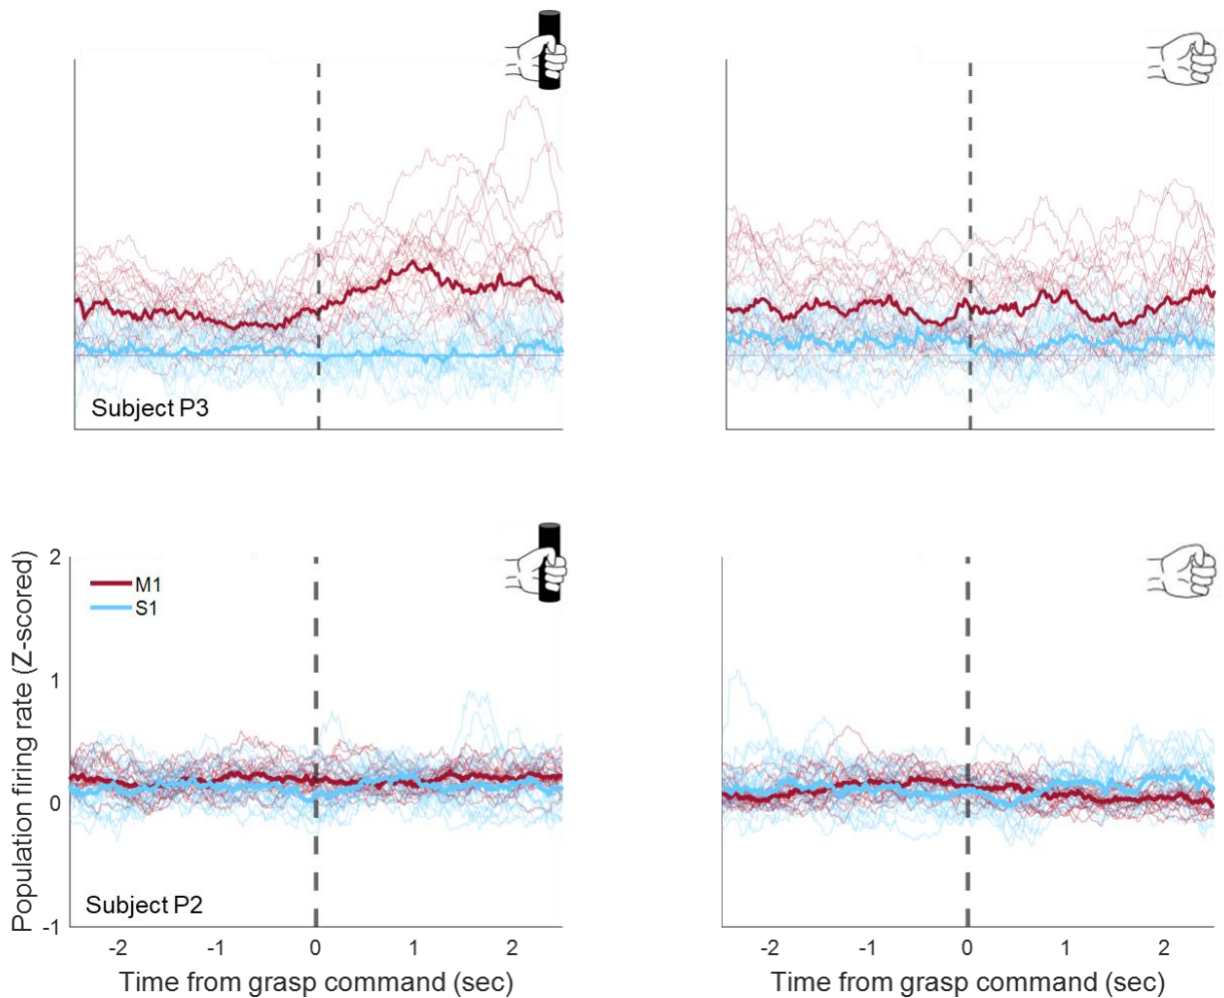 Subject P3
Population firing rate (Z-scored)
2
1
0
-1
M1
S1
Subject P2
-2 -1 0 1 2
-2 -1 0 1 2
Time from grasp command (sec)
Time from grasp command (sec)